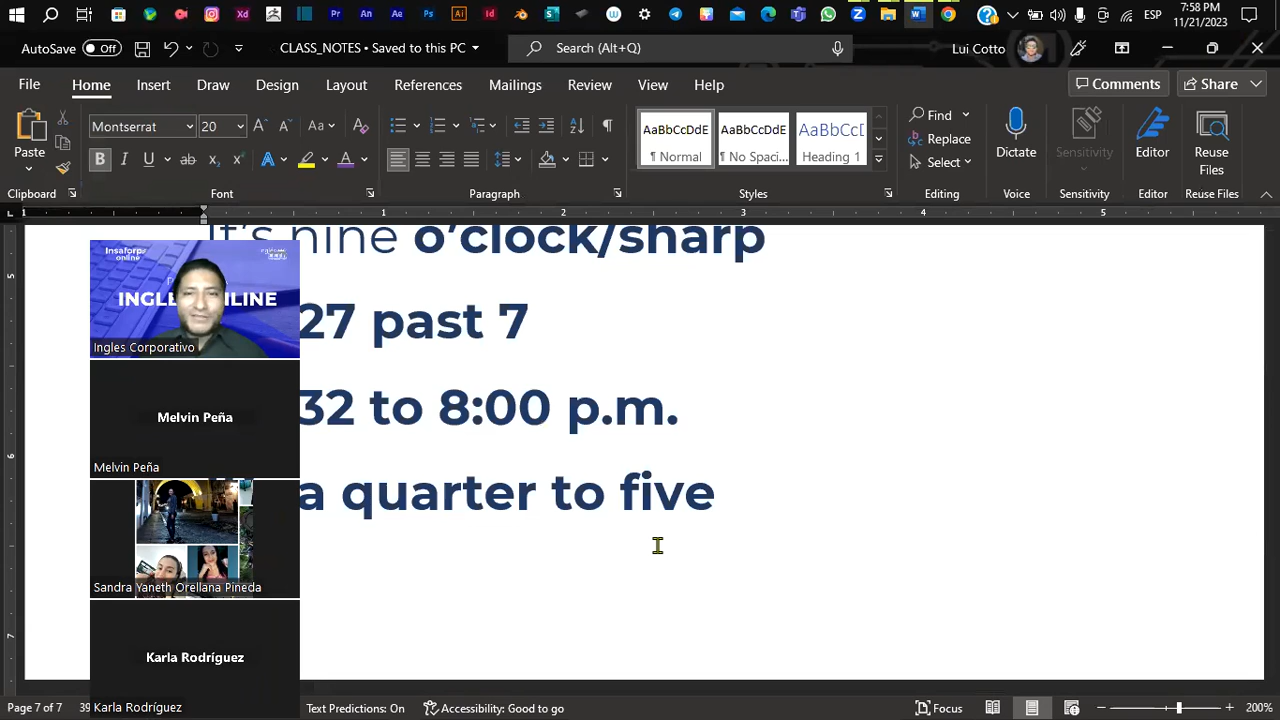 7:58 PM
ESP
11/21/2023
AutoSave Off
CLASS_NOTES • Saved to this PC
Search (Alt+Q)
Lui Cotto
File Home Insert Draw Design Layout References Mailings Review View Help
Comments Share
Paste
Montserrat 20
AaBbCcDdE AaBbCcDdE
¶ Normal ¶ No Spaci... Heading 1
Find
Replace
Select
Dictate
Sensitivity
Editor
Reuse Files
Clipboard Font Paragraph Styles Editing Voice Sensitivity Editor Reuse Files
It's nine o'clock/sharp
27 past 7
32 to 8:00 p.m.
a quarter to five
Insaforp online
Ingles Corporativo
Melvin Peña
Melvin Peña
Sandra Yaneth Orellana Pineda
Karla Rodríguez
Karla Rodríguez
Page 7 of 7 Text Predictions: On Accessibility: Good to go Focus 200%